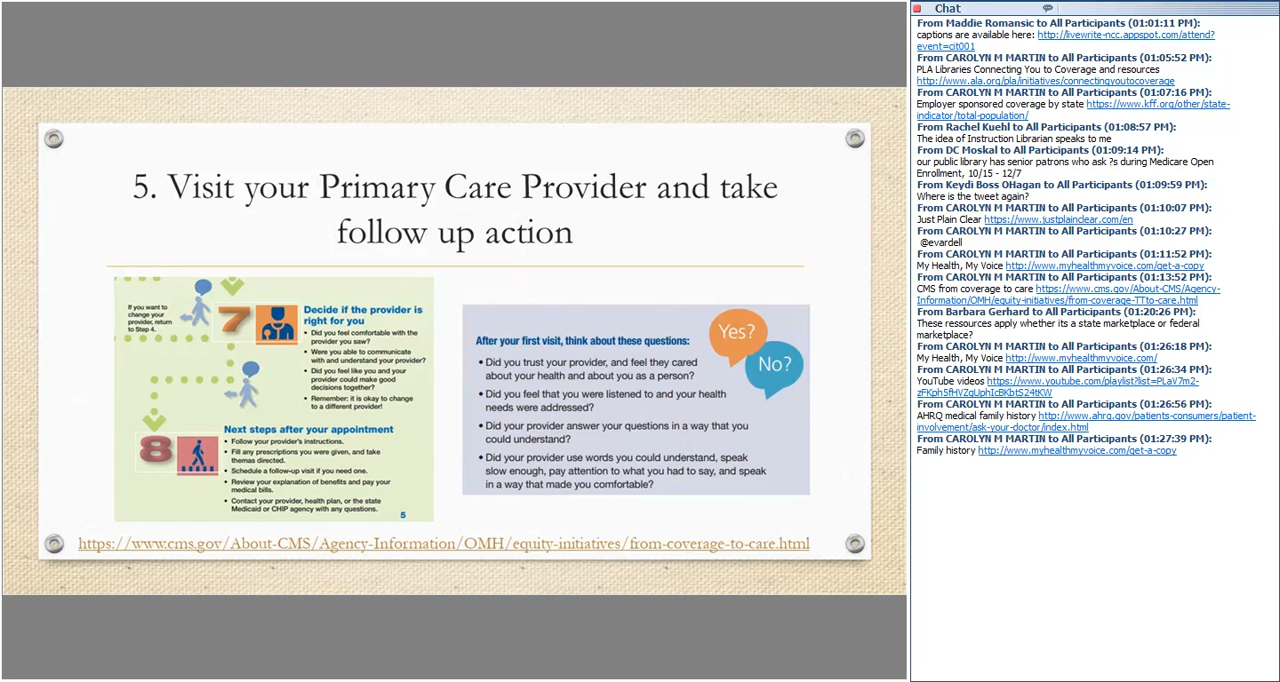 5. Visit your Primary Care Provider and take
follow up action
If you want to
change your
provider, return
to Step 4.
7
Decide if the provider is
right for you
• Did you feel comfortable with the
provider you saw?
• Were you able to communicate
with and understand your provider?
• Did you feel like you and your
provider could make good
decisions together?
• Remember: it is okay to change
to a different provider!
8
Next steps after your appointment
• Follow your provider's instructions.
• Fill any prescriptions you were given, and take
themas directed.
• Schedule a follow-up visit if you need one.
• Review your explanation of benefits and pay your
medical bills.
• Contact your provider, health plan, or the state
Medicaid or CHIP agency with any questions.
5
After your first visit, think about these questions:
Yes?
No?
• Did you trust your provider, and feel they cared
about your health and about you as a person?
• Did you feel that you were listened to and your health
needs were addressed?
• Did your provider answer your questions in a way that you
could understand?
• Did your provider use words you could understand, speak
slow enough, pay attention to what you had to say, and speak
in a way that made you comfortable?
https://www.cms.gov/About-CMS/Agency-Information/OMH/equity-initiatives/from-coverage-to-care.html
Chat
From Maddie Romansic to All Participants (01:01:11 PM):
captions are available here: http://livewrite-ncc.appspot.com/attend?
event=cit001
From CAROLYN M MARTIN to All Participants (01:05:52 PM):
PLA Libraries Connecting You to Coverage and resources
http://www.ala.org/pla/initiatives/connectingyoutocoverage
From CAROLYN M MARTIN to All Participants (01:07:16 PM):
Employer sponsored coverage by state https://www.kff.org/other/state-
indicator/total-population/
From Rachel Kuehl to All Participants (01:08:57 PM):
The idea of Instruction Librarian speaks to me
From DC Moskal to All Participants (01:09:14 PM):
our public library has senior patrons who ask ?s during Medicare Open
Enrollment, 10/15 - 12/7
From Keydi Boss OHagan to All Participants (01:09:59 PM):
Where is the tweet again?
From CAROLYN M MARTIN to All Participants (01:10:07 PM):
Just Plain Clear https://www.justplainclear.com/en
From CAROLYN M MARTIN to All Participants (01:10:27 PM):
@evardell
From CAROLYN M MARTIN to All Participants (01:11:52 PM):
My Health, My Voice http://www.myhealthmyvoice.com/get-a-copy
From CAROLYN M MARTIN to All Participants (01:13:52 PM):
CMS from coverage to care https://www.cms.gov/About-CMS/Agency-
Information/OMH/equity-initiatives/from-coverage-TTto-care.html
From Barbara Gerhard to All Participants (01:20:26 PM):
These ressources apply whether its a state marketplace or federal
marketplace?
From CAROLYN M MARTIN to All Participants (01:26:18 PM):
My Health, My Voice http://www.myhealthmyvoice.com/
From CAROLYN M MARTIN to All Participants (01:26:34 PM):
YouTube videos https://www.youtube.com/playlist?list=PLaV7m2-
zFKph5fHVZqUphIcBKbtS24tKW
From CAROLYN M MARTIN to All Participants (01:26:56 PM):
AHRQ medical family history http://www.ahrq.gov/patients-consumers/patient-
involvement/ask-your-doctor/index.html
From CAROLYN M MARTIN to All Participants (01:27:39 PM):
Family history http://www.myhealthmyvoice.com/get-a-copy